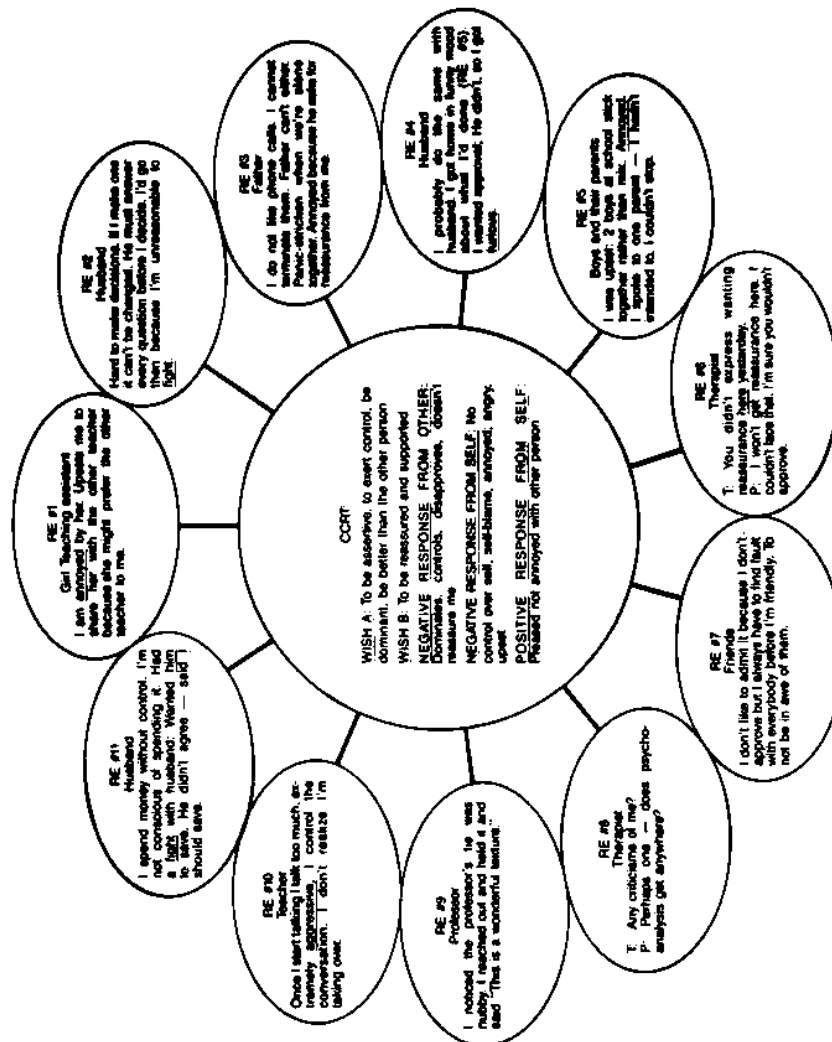 CCRT
WISH A: To be assertive, to exert control, be
dominant, be better than the other person
WISH B: To be reassured and supported
NEGATIVE RESPONSE FROM OTHER:
Dominates, controls, disapproves, doesn't
reassure me
NEGATIVE RESPONSE FROM SELF: No
control over self, self-blame, annoyed, angry,
upset
POSITIVE RESPONSE FROM SELF:
Pleased not annoyed with other person
RE #1
Girl Teaching assistant
I am annoyed by her. Upsets me to
share her with the other teacher
because she might prefer the other
teacher to me.
RE #2
Husband
Hard to make decisions. If I make one
it can't be changed. He must answer
every question before I decide. I'd go
then because I'm unreasonable to
fight.
RE #3
Father
I do not like phone calls. I cannot
terminate them. Father can't either.
Panic-stricken when we're alone
together. Annoyed because he asks for
reassurance from me.
RE #4
Husband
I probably do the same with
husband. I got home in funny mood
about what I'd done (RE #5).
I wanted approval; He didn't, so I got
furious.
RE #5
Boys and their parents
I was upset: 2 boys at school stick
together rather than mix. Annoyed,
I spoke to one parent — I hadn't
intended to. I couldn't stop.
RE #6
Therapist
T: You didn't express wanting
reassurance here yesterday.
P: I won't get reassurance here. I
couldn't face that. I'm sure you wouldn't
approve.
RE #7
Friends
I don't like to admit it because I don't
approve but I always have to find fault
with everybody before I'm friendly. To
not be in awe of them.
RE #8
Therapist
T: Any criticisms of me?
P: Perhaps one — does psycho-
analysis get anywhere?
RE #9
Professor
I noticed the professor's tie was
nubby. I reached out and held it and
said "This is a wonderful texture."
RE #10
Teacher
Once I start talking I talk too much, ex-
tremely aggressive, I control the
conversation. I don't realize I'm
taking over.
RE #11
Husband
I spend money without control. I'm
not conscious of spending it. Had
a fight with husband: Wanted him
to save. He didn't agree — said I
should save.